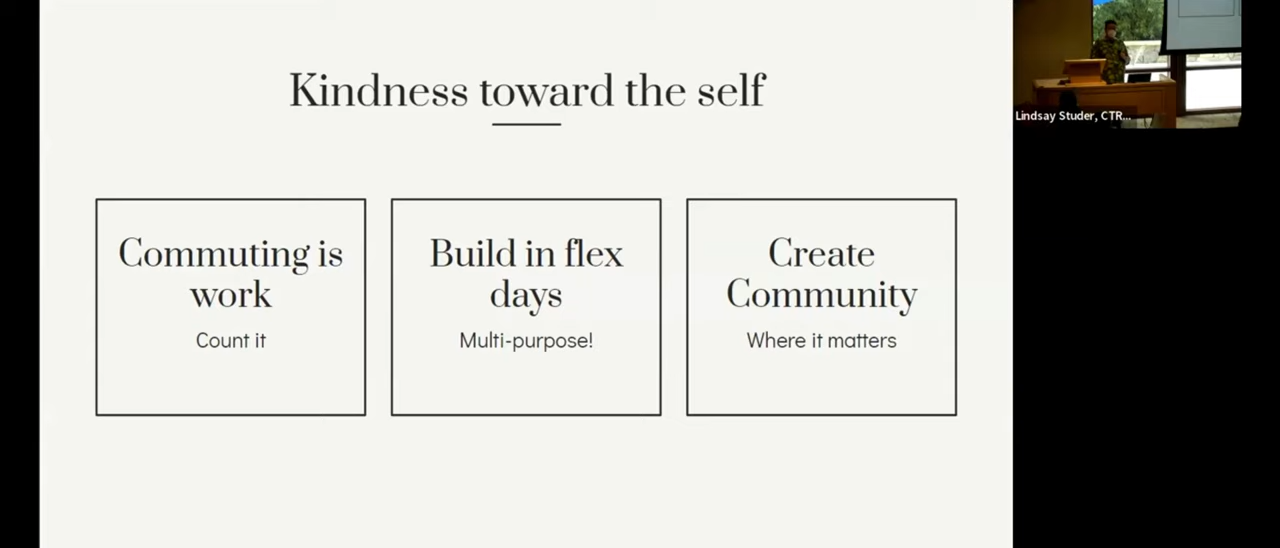 Kindness toward the self
Commuting is
work
Count it
Build in flex
days
Multi-purpose!
Create
Community
Where it matters
Lindsay Studer, CTR...